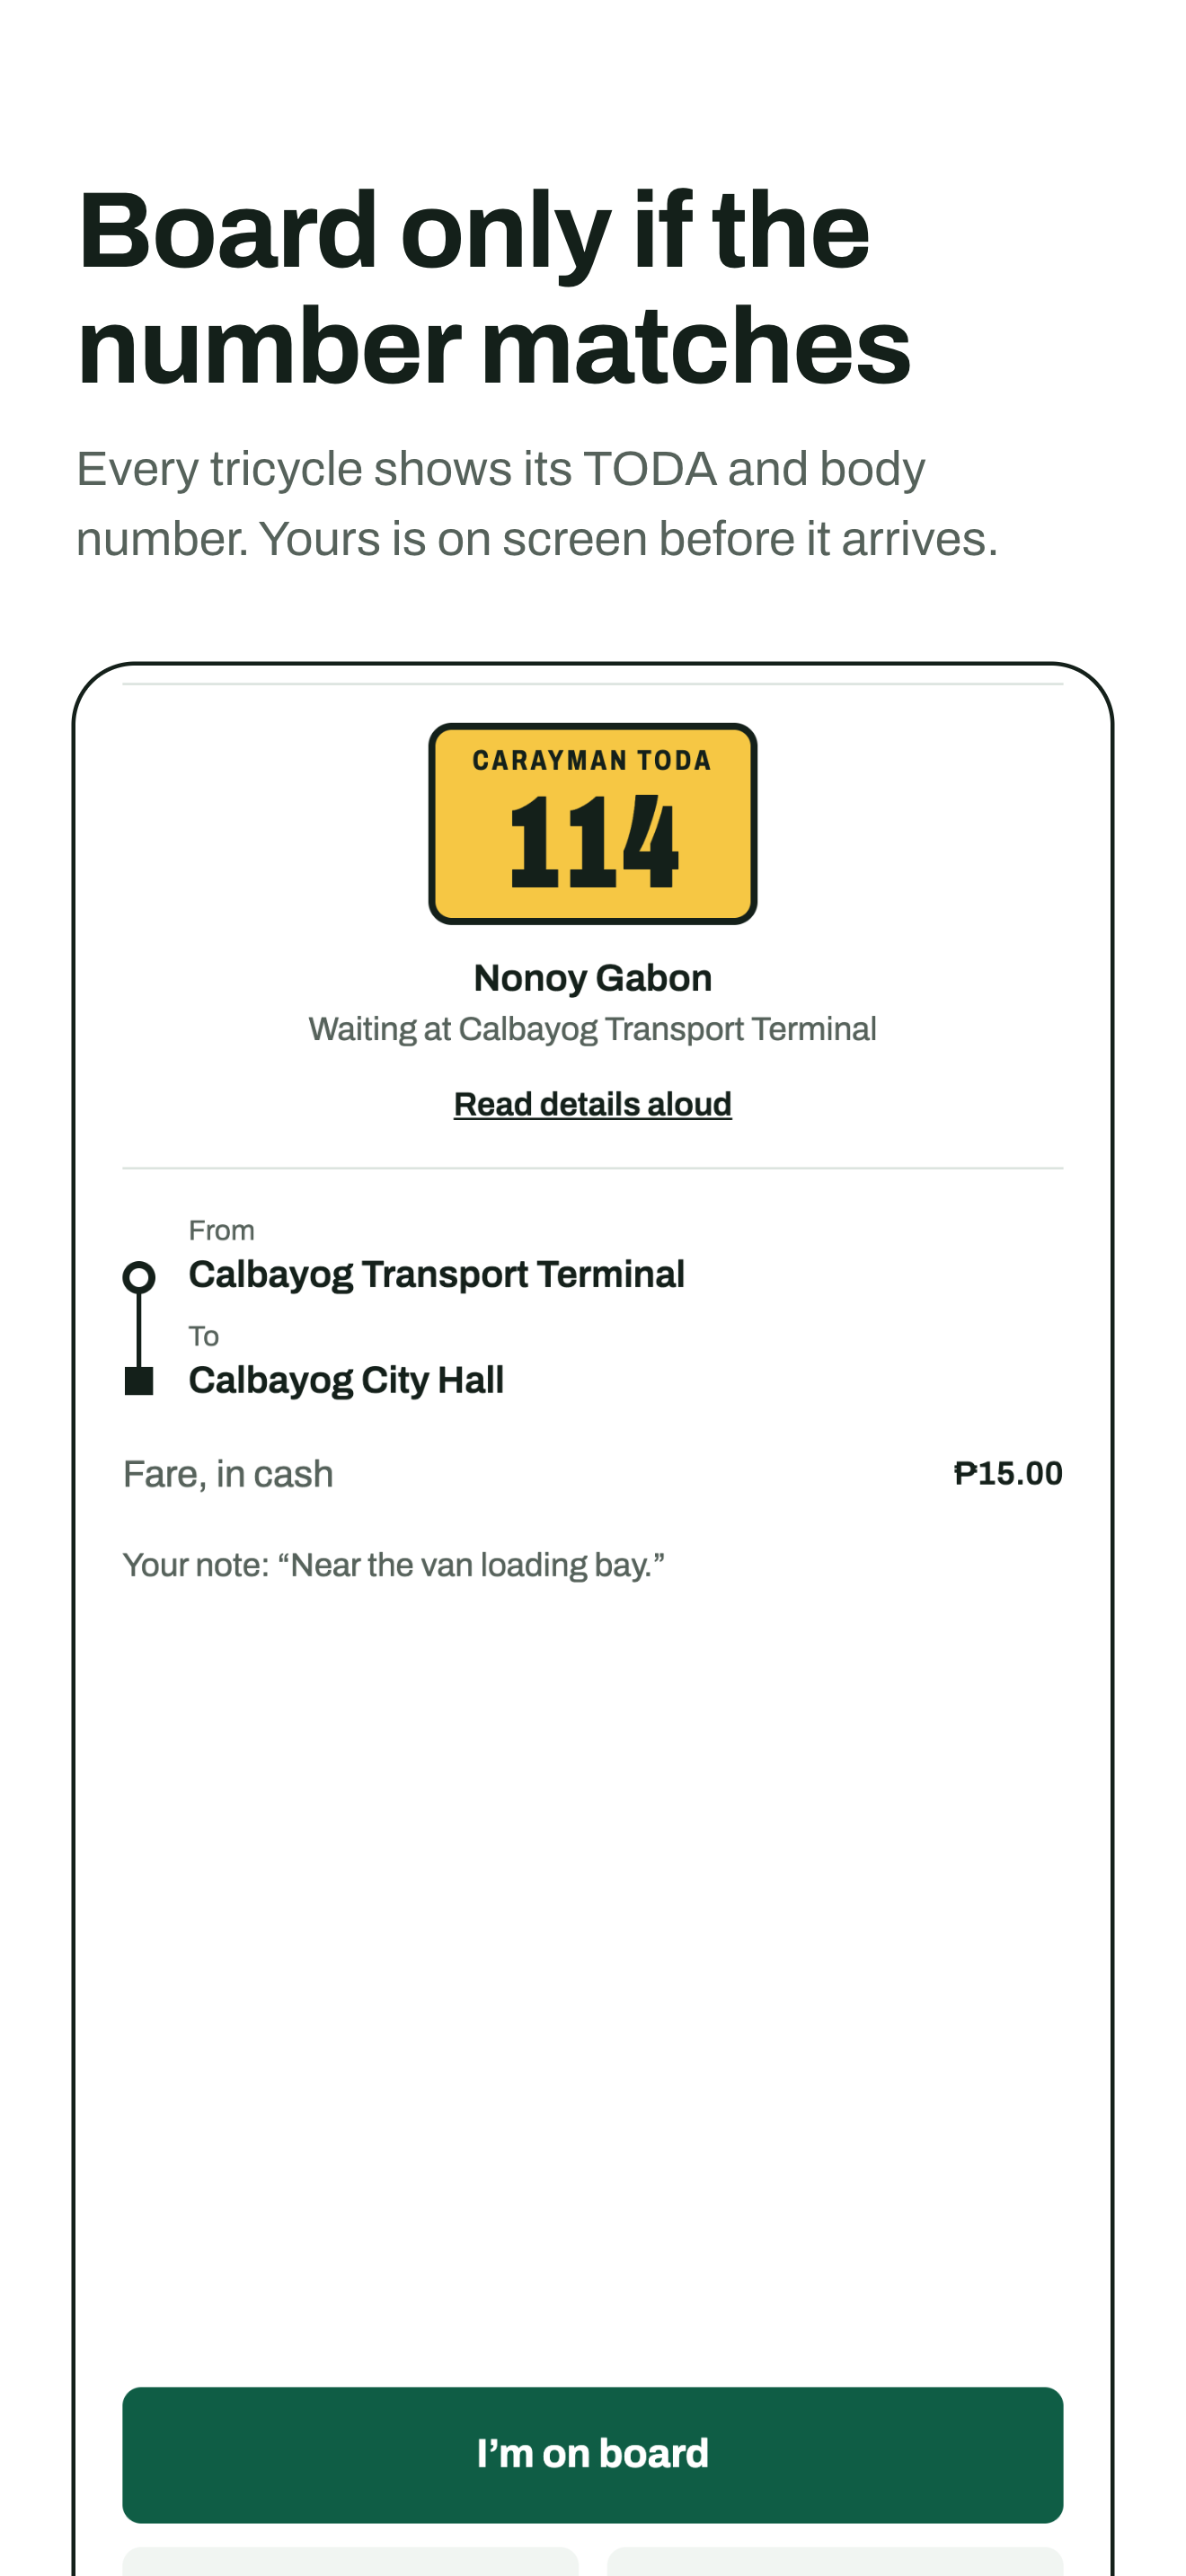 Board only if the
number matches
Every tricycle shows its TODA and body
number. Yours is on screen before it arrives.
CARAYMAN TODA
114
Nonoy Gabon
Waiting at Calbayog Transport Terminal
Read details aloud
From
Calbayog Transport Terminal
To
Calbayog City Hall
Fare, in cash ₱15.00
Your note: “Near the van loading bay.”
I’m on board